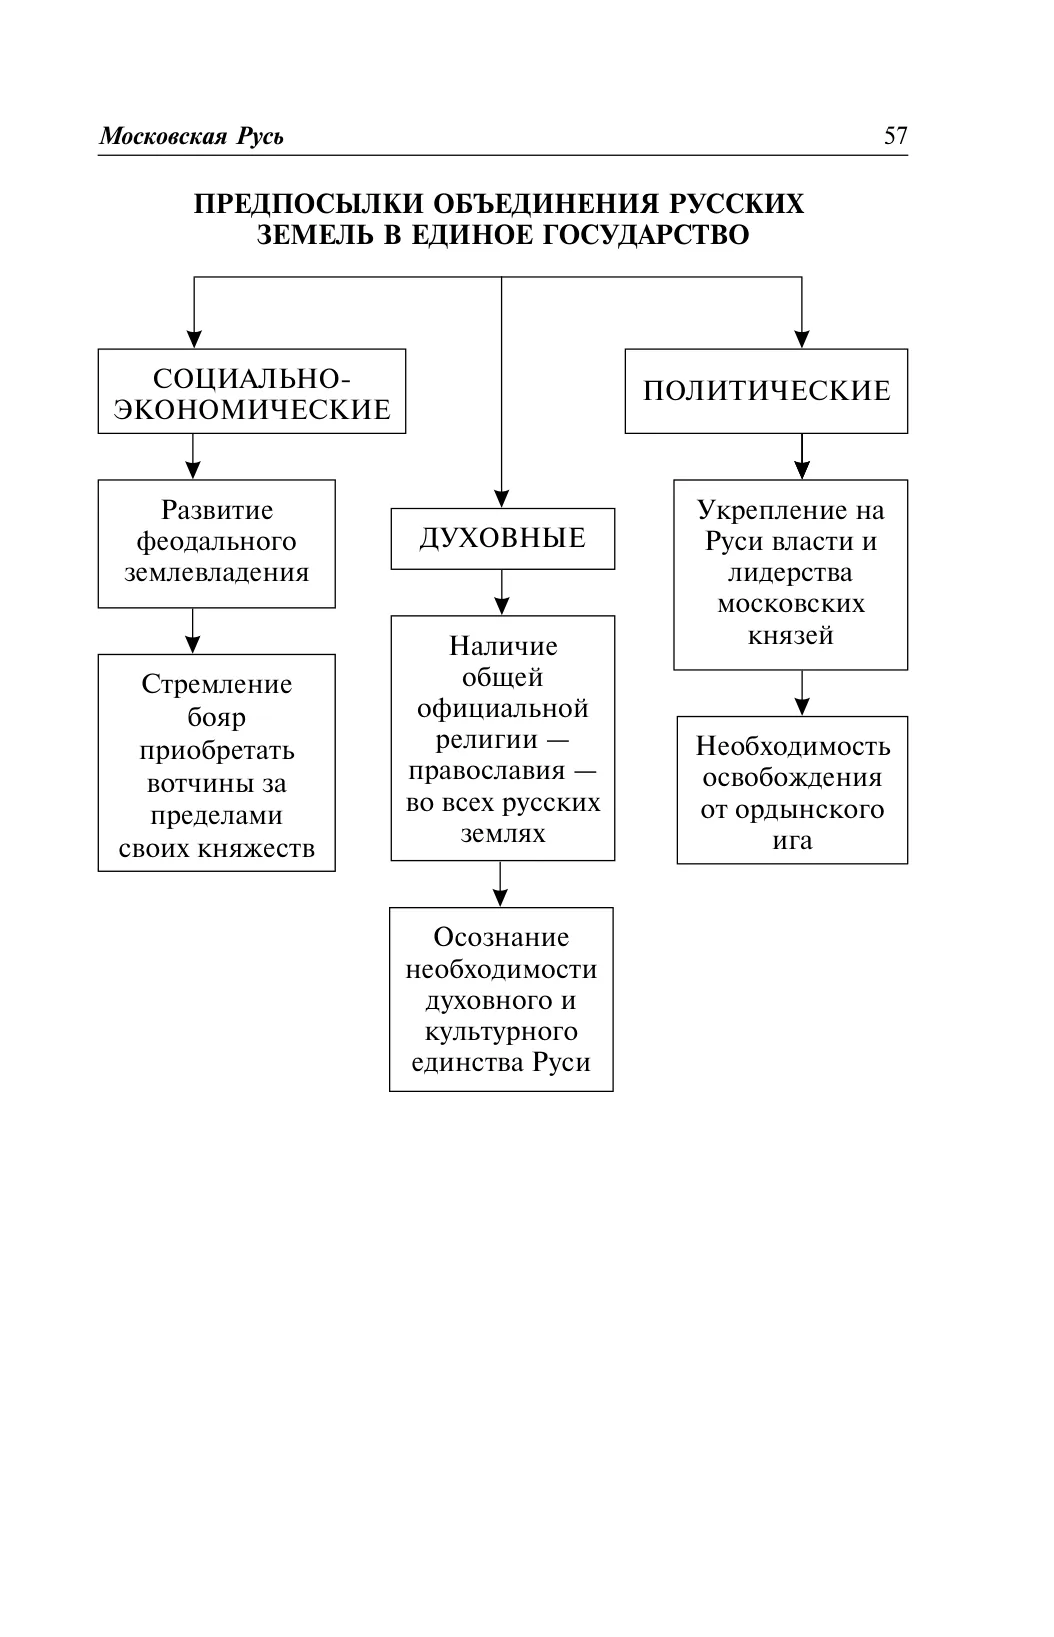 Московская Русь 57
ПРЕДПОСЫЛКИ ОБЪЕДИНЕНИЯ РУССКИХ
ЗЕМЕЛЬ В ЕДИНОЕ ГОСУДАРСТВО
СОЦИАЛЬНО-
ЭКОНОМИЧЕСКИЕ
Развитие
феодального
землевладения
Стремление
бояр
приобретать
вотчины за
пределами
своих княжеств
ДУХОВНЫЕ
Наличие
общей
официальной
религии —
православия —
во всех русских
землях
Осознание
необходимости
духовного и
культурного
единства Руси
ПОЛИТИЧЕСКИЕ
Укрепление на
Руси власти и
лидерства
московских
князей
Необходимость
освобождения
от ордынского
ига